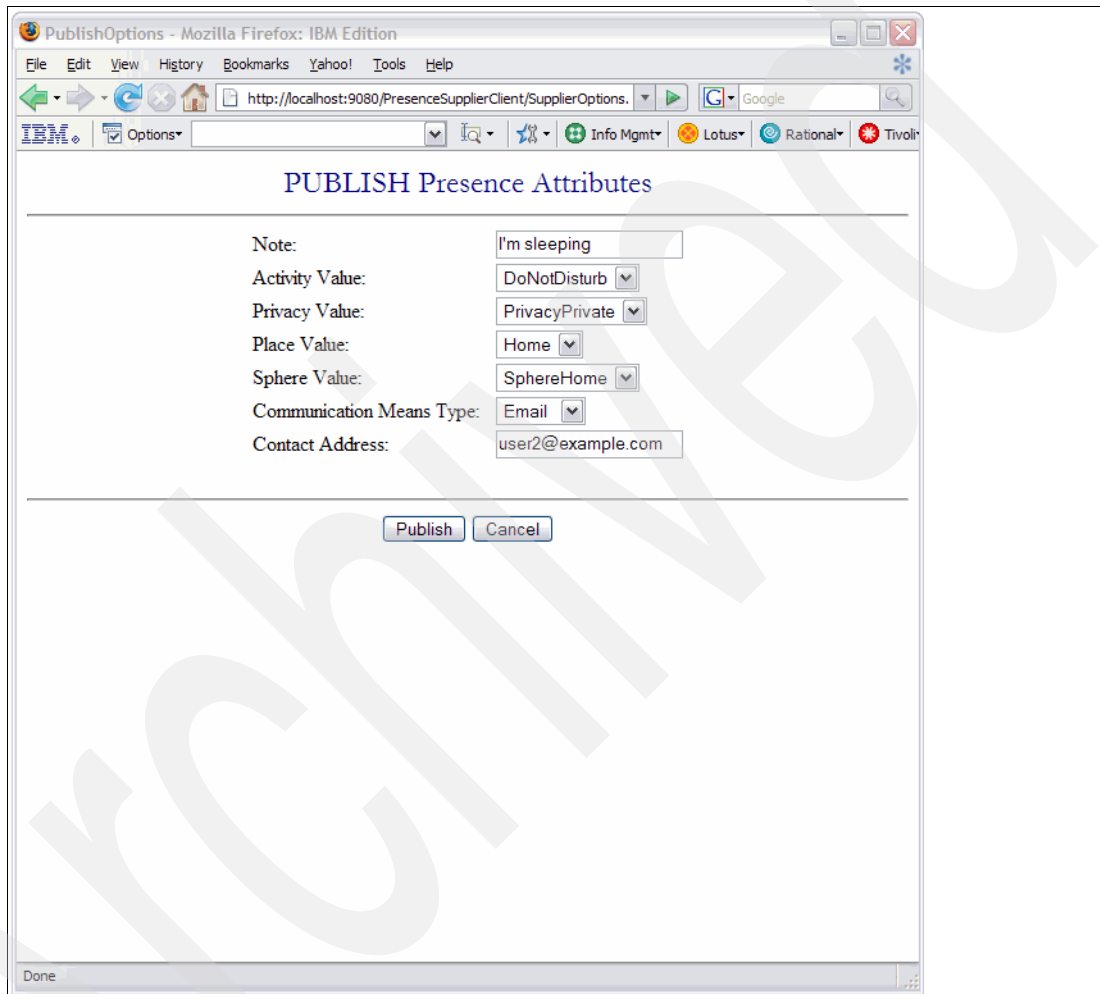 PublishOptions - Mozilla Firefox: IBM Edition
File Edit View History Bookmarks Yahoo! Tools Help
http://localhost:9080/PresenceSupplierClient/SupplierOptions. G Google
IBM Options Info Mgmt Lotus Rational Tivoli
PUBLISH Presence Attributes
Note: I'm sleeping
Activity Value: DoNotDisturb
Privacy Value: PrivacyPrivate
Place Value: Home
Sphere Value: SphereHome
Communication Means Type: Email
Contact Address: user2@example.com
Publish Cancel
Done
rchived